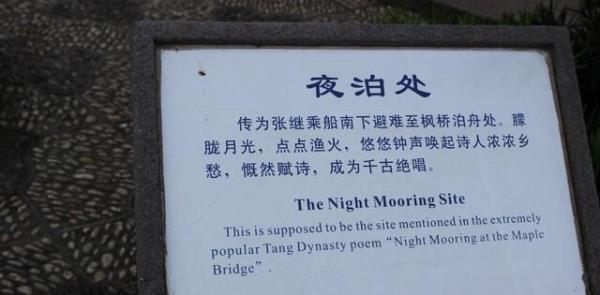 夜泊处
传为张继乘船南下避难至枫桥泊舟处。朦
胧月光，点点渔火，悠悠钟声唤起诗人浓浓乡
愁，慨然赋诗，成为千古绝唱。
The Night Mooring Site
This is supposed to be the site mentioned in the extremely
popular Tang Dynasty poem “Night Mooring at the Maple
Bridge”.